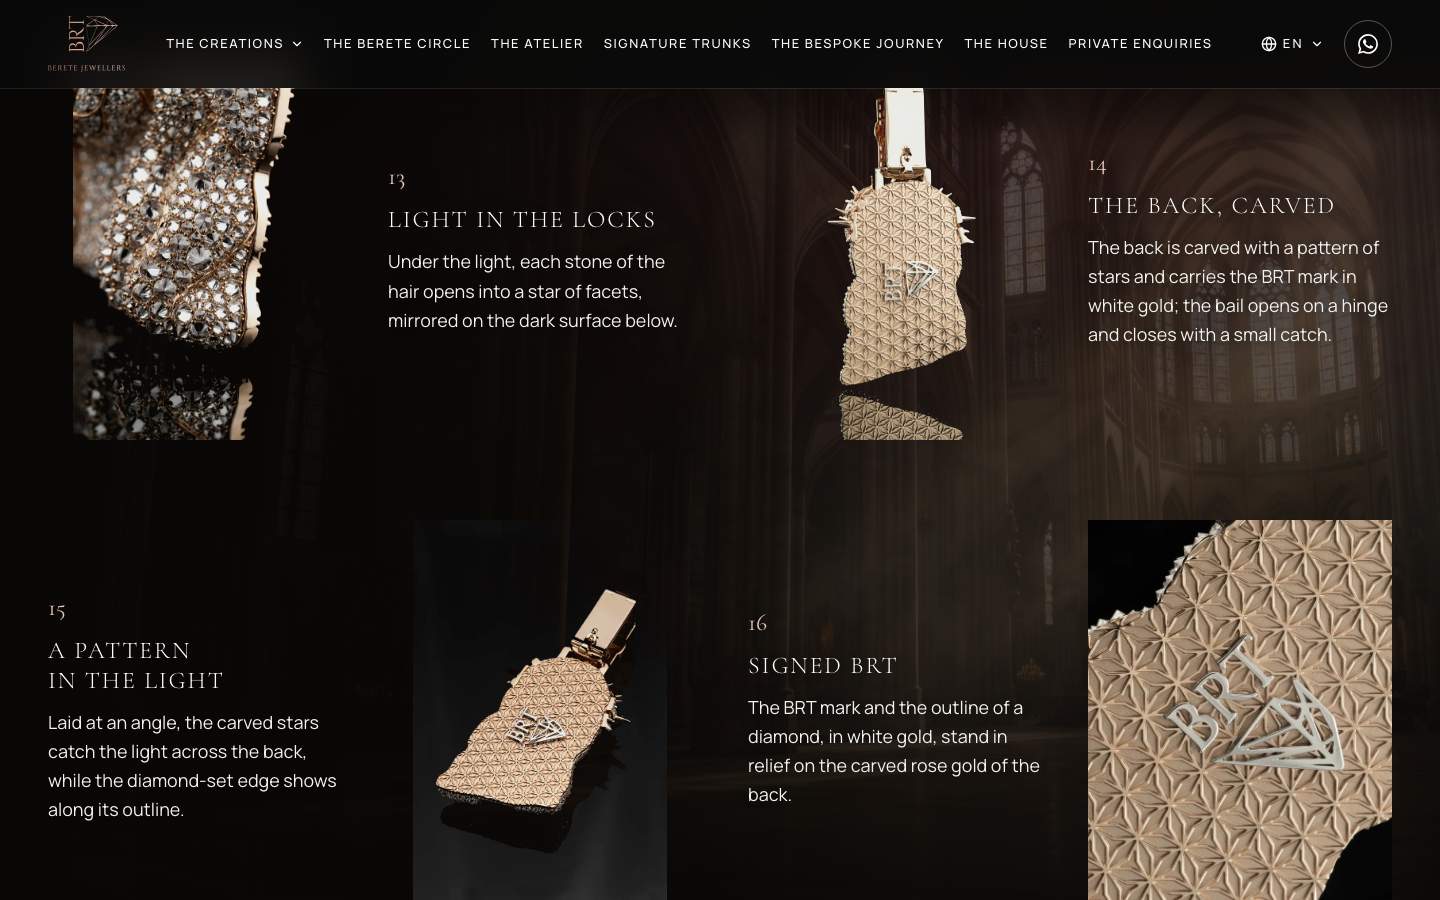 BRT
BERETE JEWELLERS
THE CREATIONS
THE BERETE CIRCLE
THE ATELIER
SIGNATURE TRUNKS
THE BESPOKE JOURNEY
THE HOUSE
PRIVATE ENQUIRIES
EN
13
LIGHT IN THE LOCKS
Under the light, each stone of the
hair opens into a star of facets,
mirrored on the dark surface below.
BRT
14
THE BACK, CARVED
The back is carved with a pattern of
stars and carries the BRT mark in
white gold; the bail opens on a hinge
and closes with a small catch.
15
A PATTERN
IN THE LIGHT
Laid at an angle, the carved stars
catch the light across the back,
while the diamond-set edge shows
along its outline.
BRT
16
SIGNED BRT
The BRT mark and the outline of a
diamond, in white gold, stand in
relief on the carved rose gold of the
back.
BRT